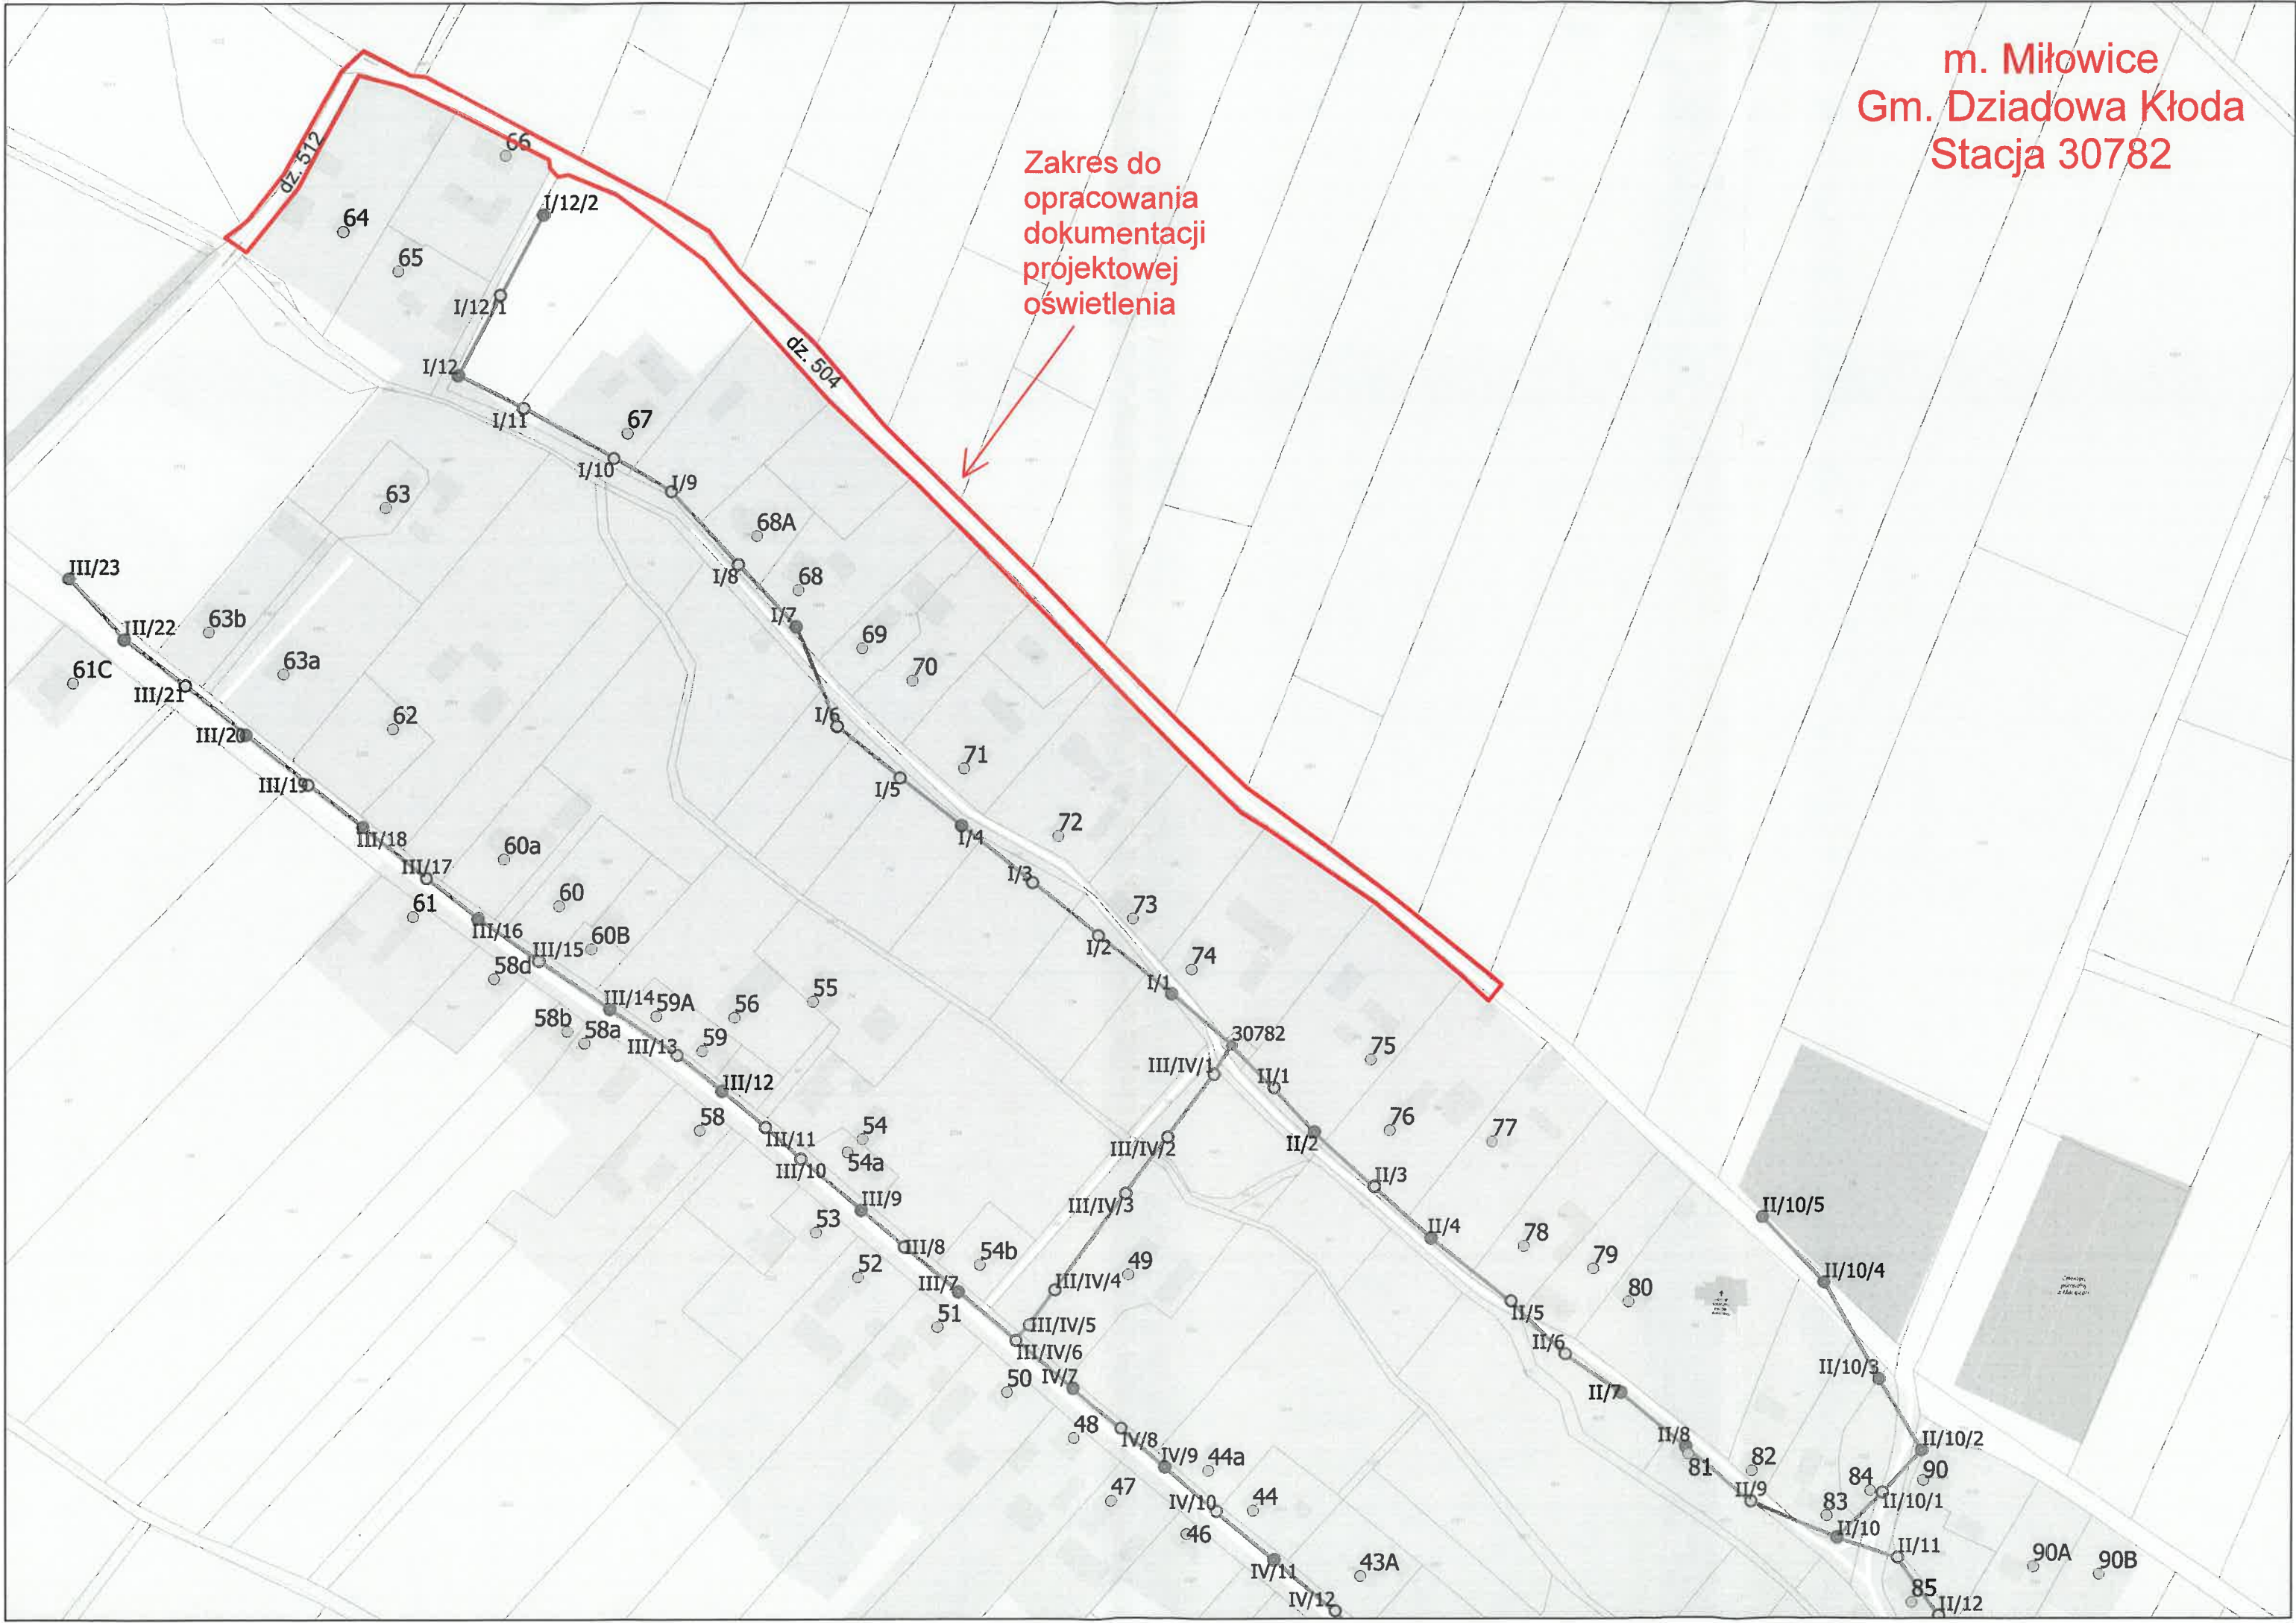 m. Miłowice
Gm. Dziadowa Kłoda
Stacja 30782
Zakres do
opracowania
dokumentacji
projektowej
oświetlenia
dz. 512
66
I/12/2
64
65
I/12/1
I/12
dz. 504
I/11
67
I/10
I/9
63
68A
III/23
I/8
68
I/7
III/22
63b
69
61C
63a
70
III/21
62
I/6
III/20
71
III/19
I/5
72
III/18
I/4
60a
III/17
I/3
60
61
73
III/16
60B
III/15
I/2
58d
74
I/1
55
III/14
59A
56
58b
58a
59
30782
III/13
75
III/IV/1
II/1
III/12
58
76
77
54
II/2
III/11
III/IV/2
54a
III/10
II/3
III/9
III/IV/3
II/10/5
53
II/4
78
III/8
54b
79
52
49
II/10/4
III/7
III/IV/4
80
51
II/5
III/IV/5
II/6
III/IV/6
II/10/3
50
IV/7
II/7
48
IV/8
II/8
II/10/2
IV/9
44a
81
82
84
90
47
II/9
IV/10
44
II/10/1
83
46
II/10
II/11
43A
90A
90B
IV/11
85
IV/12
II/12